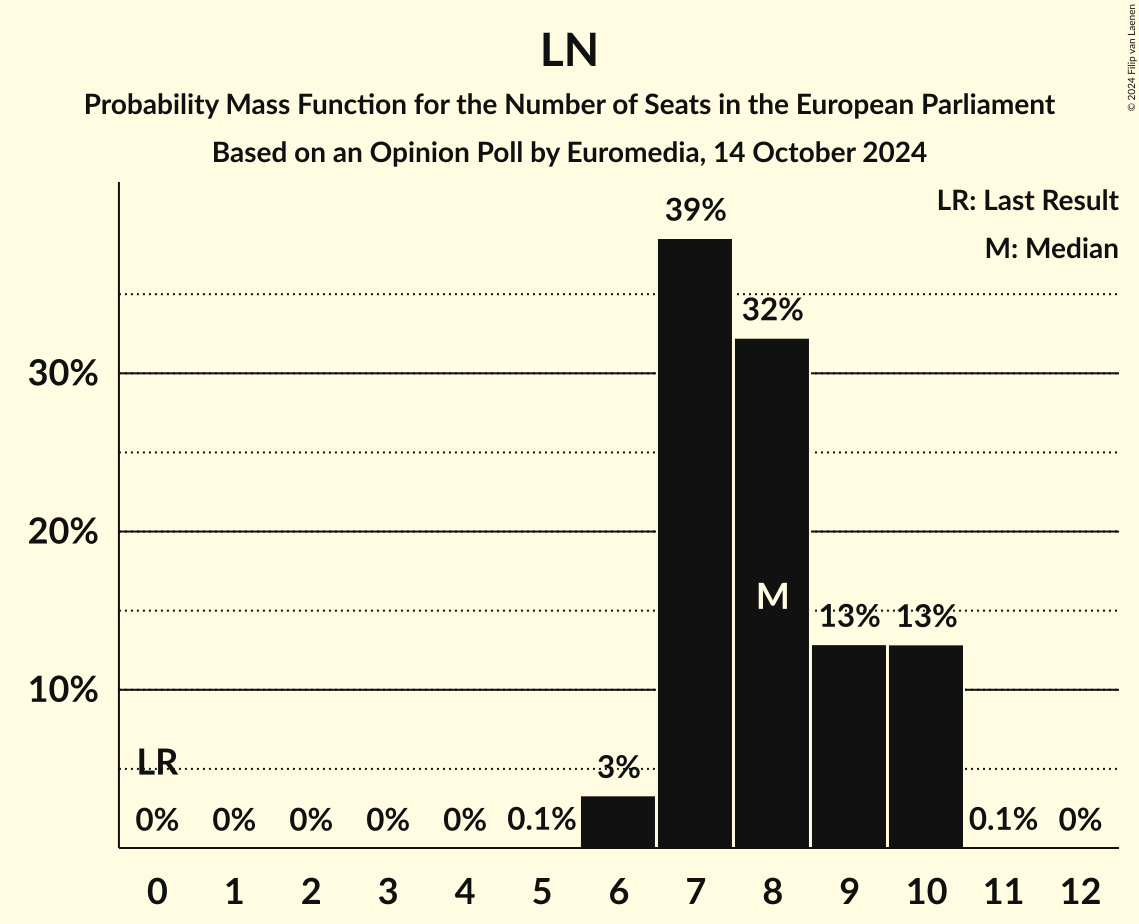 LN
Probability Mass Function for the Number of Seats in the European Parliament
Based on an Opinion Poll by Euromedia, 14 October 2024
© 2024 Filip van Laenen
LR: Last Result
M: Median
39%
32%
30%
20%
M
13% 13%
10%
LR
3%
0% 0% 0% 0% 0% 0.1% 0.1% 0%
0 1 2 3 4 5 6 7 8 9 10 11 12